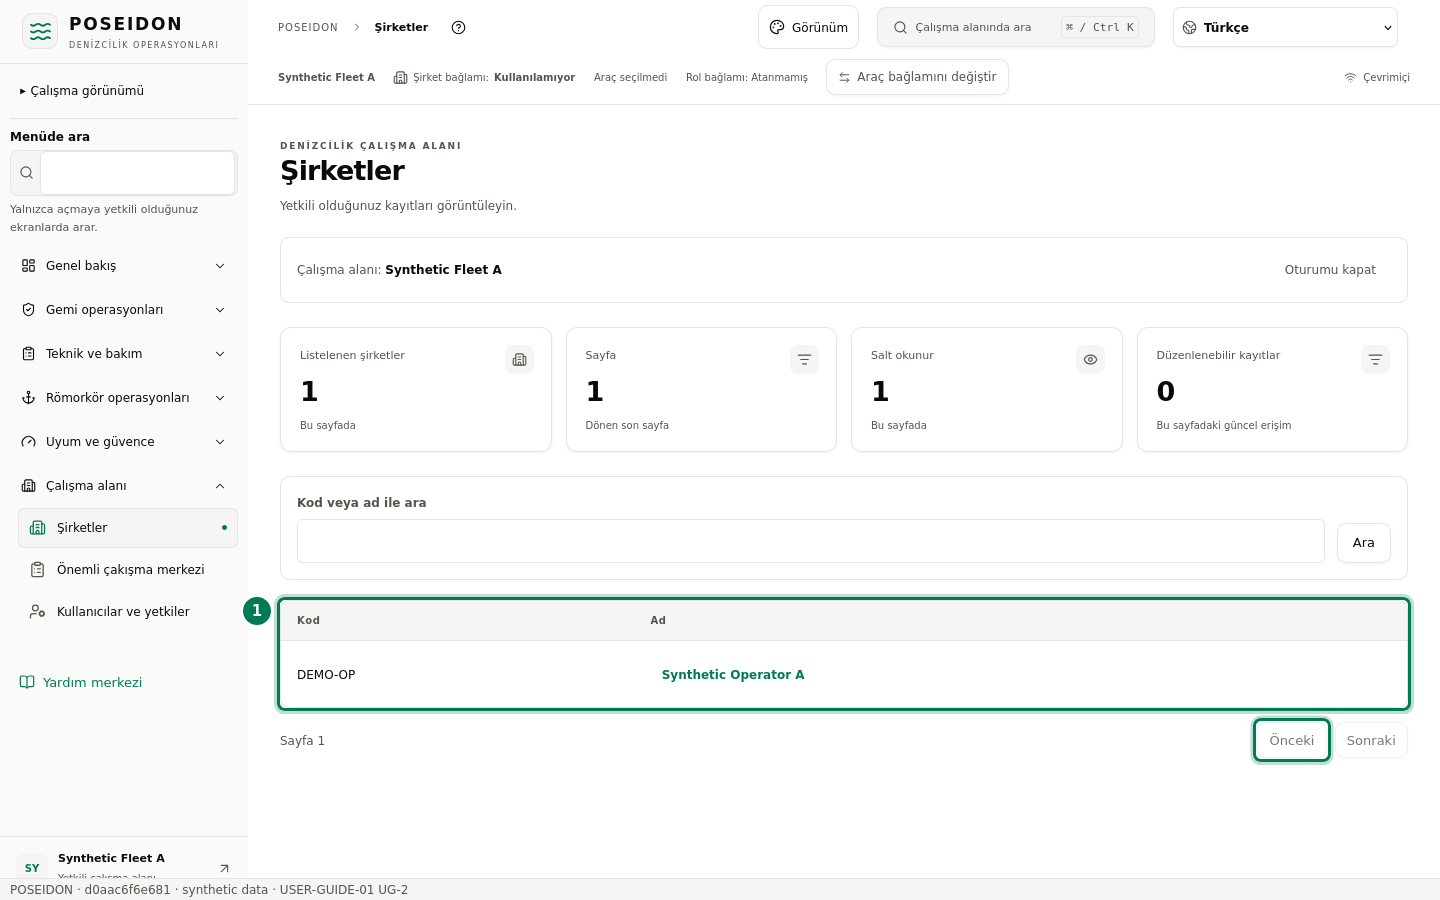 POSEIDON
DENİZCİLİK OPERASYONLARI
▸ Çalışma görünümü
Menüde ara
Yalnızca açmaya yetkili olduğunuz
ekranlarda arar.
Genel bakış
Gemi operasyonları
Teknik ve bakım
Römorkör operasyonları
Uyum ve güvence
Çalışma alanı
Şirketler
Önemli çakışma merkezi
Kullanıcılar ve yetkiler
Yardım merkezi
SY
Synthetic Fleet A
Yetkili çalışma alanı
POSEIDON
Şirketler
Görünüm
Çalışma alanında ara
⌘ / Ctrl K
Türkçe
Synthetic Fleet A
Şirket bağlamı: Kullanılamıyor
Araç seçilmedi
Rol bağlamı: Atanmamış
Araç bağlamını değiştir
Çevrimiçi
DENİZCİLİK ÇALIŞMA ALANI
Şirketler
Yetkili olduğunuz kayıtları görüntüleyin.
Çalışma alanı: Synthetic Fleet A
Oturumu kapat
Listelenen şirketler
1
Bu sayfada
Sayfa
1
Dönen son sayfa
Salt okunur
1
Bu sayfada
Düzenlenebilir kayıtlar
0
Bu sayfadaki güncel erişim
Kod veya ad ile ara
Ara
1
Kod Ad
DEMO-OP Synthetic Operator A
Sayfa 1
Önceki
Sonraki
POSEIDON · d0aac6f6e681 · synthetic data · USER-GUIDE-01 UG-2